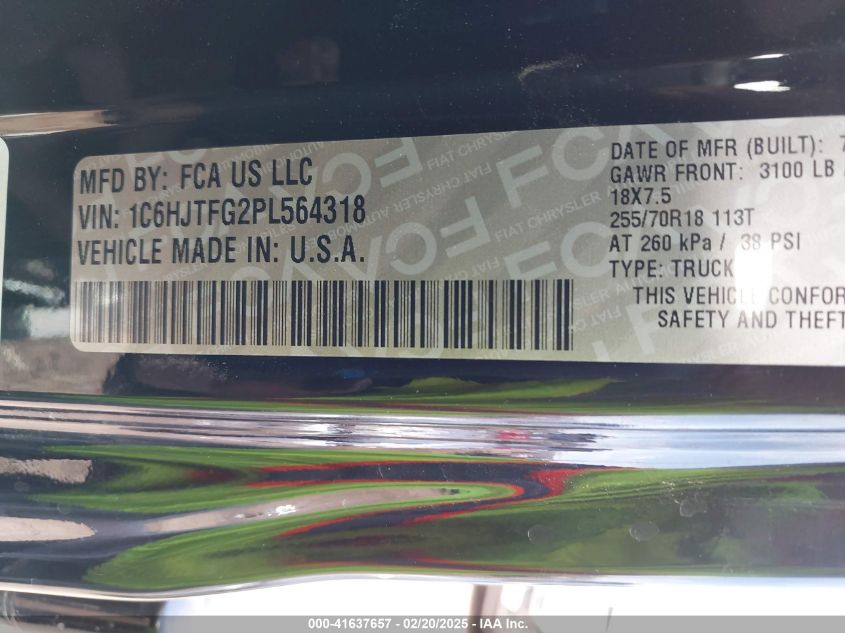 MFD BY: FCA US LLC
VIN: 1C6HJTFG2PL564318
VEHICLE MADE IN: U.S.A.
DATE OF MFR (BUILT): 7
GAWR FRONT: 3100 LB
18X7.5
255/70R18 113T
AT 260 kPa / 38 PSI
TYPE: TRUCK
THIS VEHICLE CONFOR
SAFETY AND THEFT
000-41637657 - 02/20/2025 - IAA Inc.